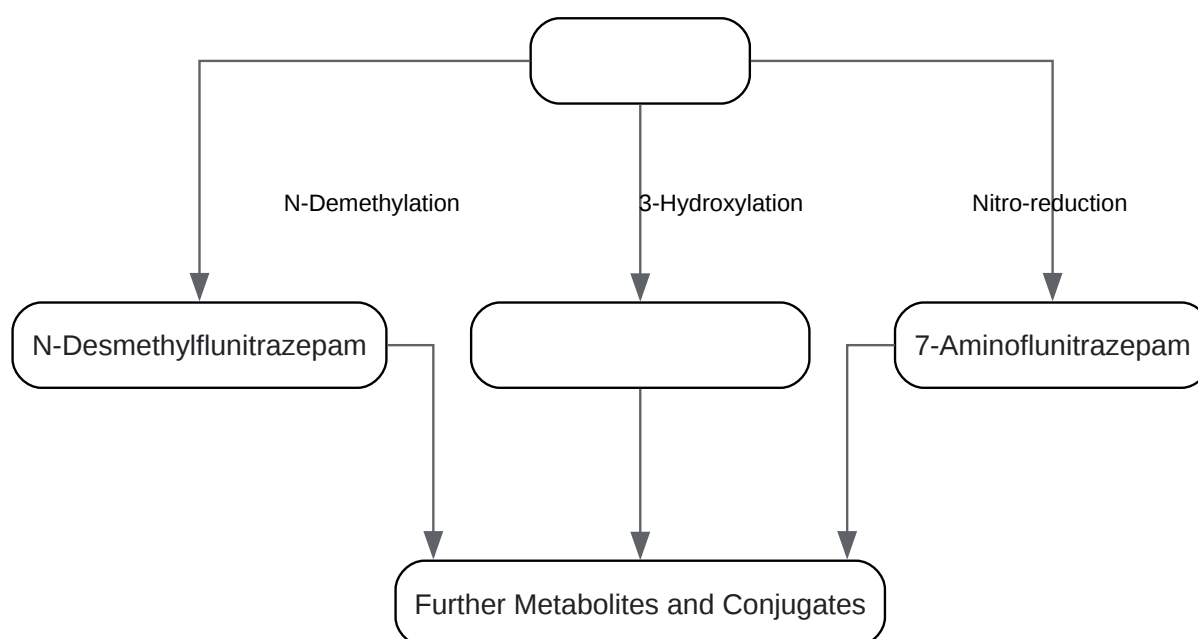 N-Demethylation
3-Hydroxylation
Nitro-reduction
N-Desmethylflunitrazepam
7-Aminoflunitrazepam
Further Metabolites and Conjugates